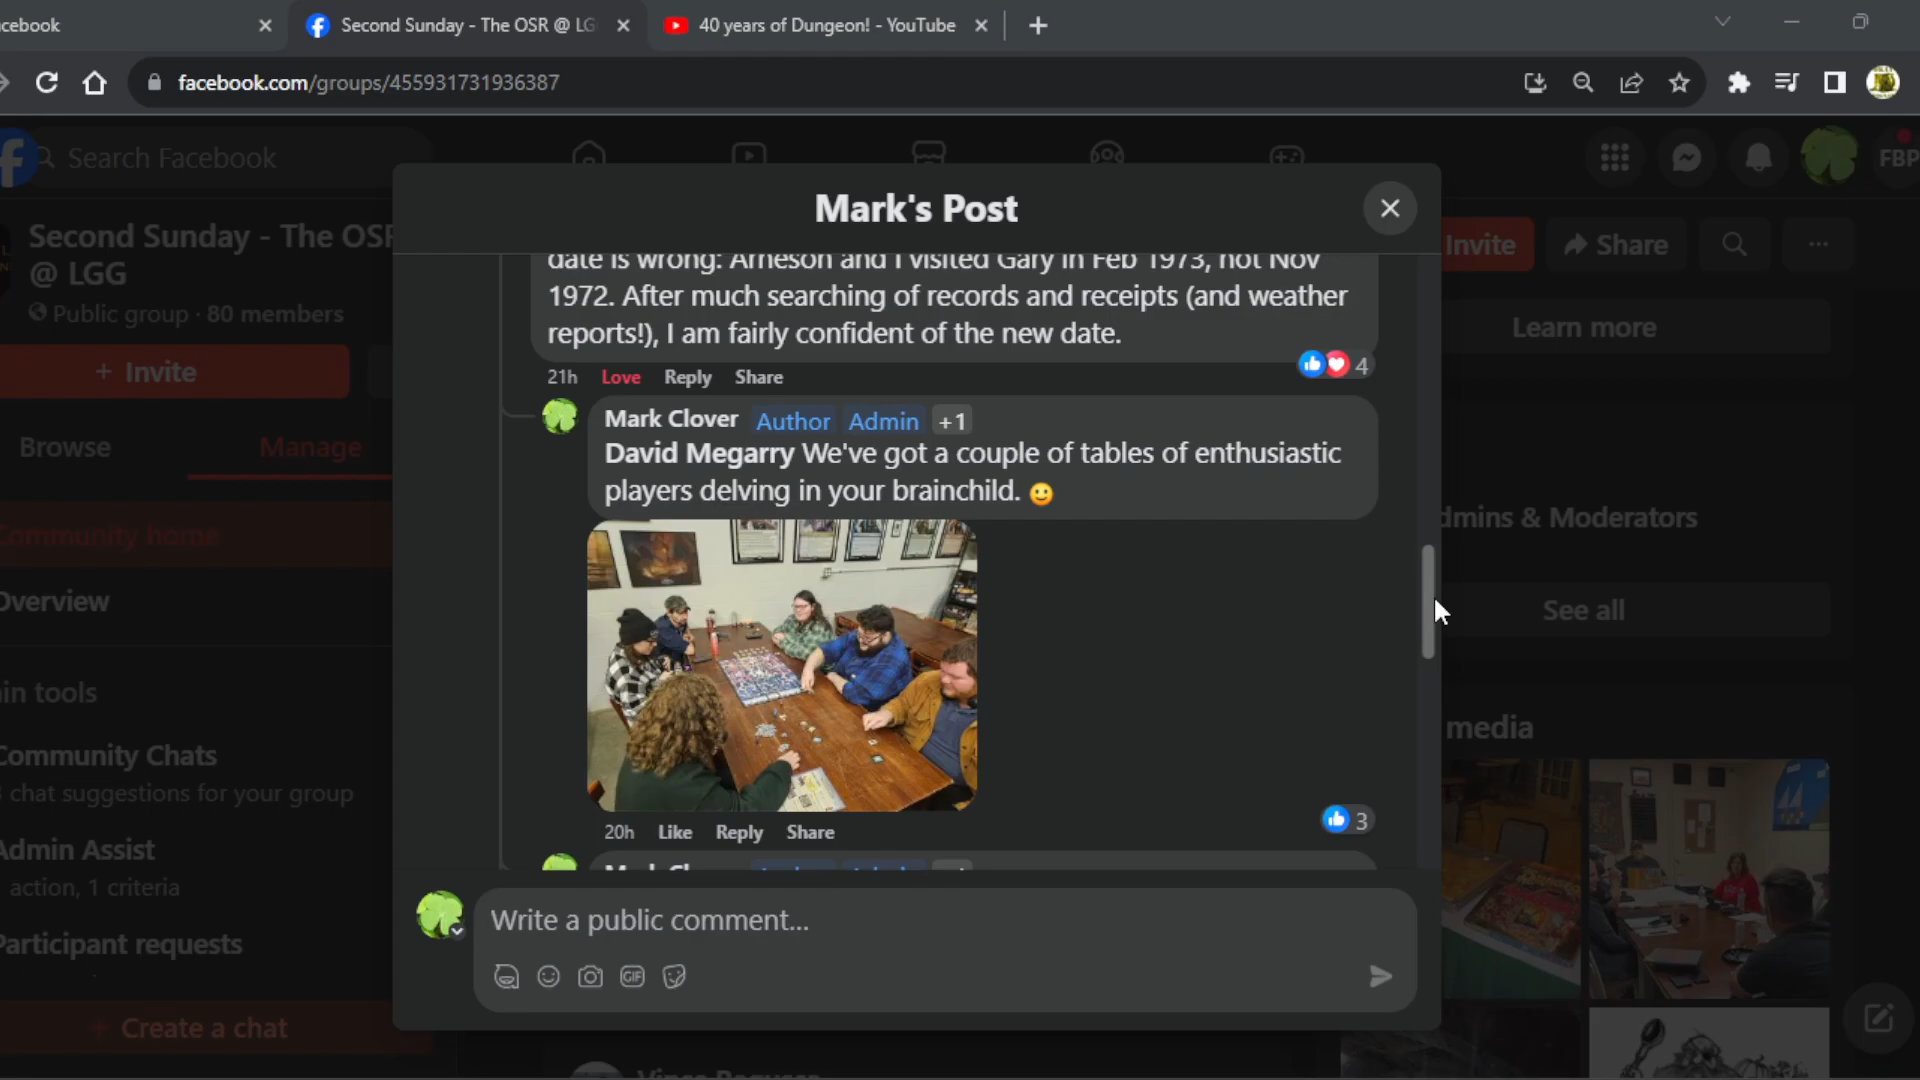 cebook
Second Sunday - The OSR @ LG
40 years of Dungeon! - YouTube
facebook.com/groups/455931731936387
Search Facebook
FBP
Mark's Post
Second Sunday - The OSR
@ LGG
Public group · 80 members
+ Invite
Invite
Share
...
date is wrong: Arneson and I visited Gary in Feb 1973, not Nov
1972. After much searching of records and receipts (and weather
reports!), I am fairly confident of the new date.
4
21h Love Reply Share
Learn more
Browse
Manage
Mark Clover Author Admin +1
David Megarry We've got a couple of tables of enthusiastic
players delving in your brainchild. 🙂
Community home
dmins & Moderators
Overview
See all
in tools
media
Community Chats
chat suggestions for your group
20h Like Reply Share
3
Admin Assist
action, 1 criteria
Participant requests
Write a public comment...
GIF
+ Create a chat